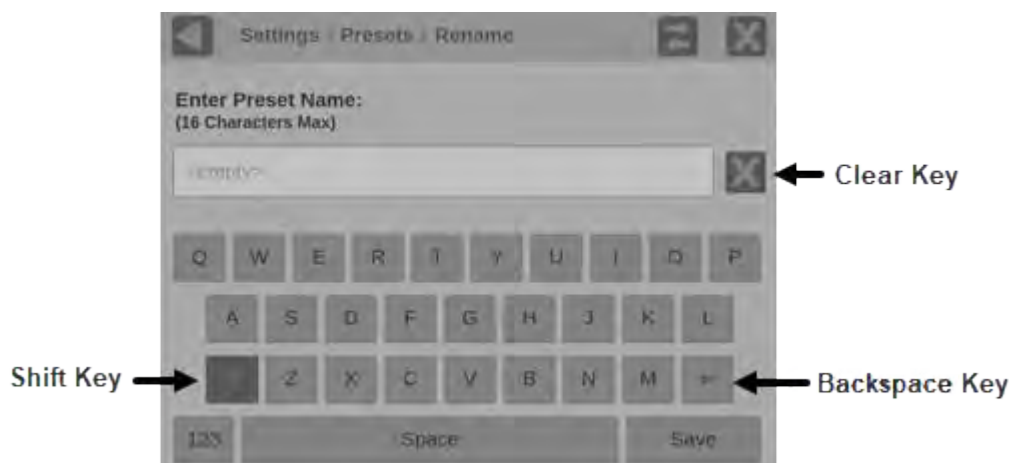 Settings / Presets / Rename
Enter Preset Name:
(16 Characters Max)
<empty>
Clear Key
Q W E R T Y U I O P
A S D F G H J K L
Shift Key
Z X C V B N M ←
Backspace Key
123 Space Save